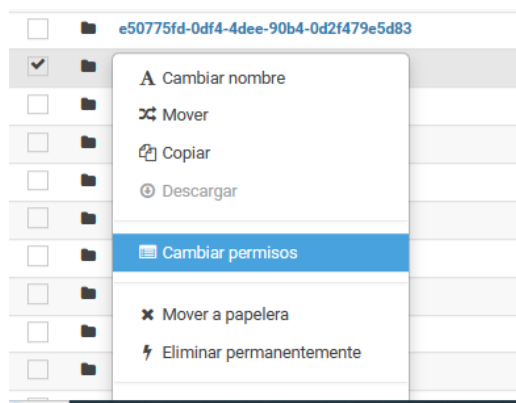 e50775fd-0df4-4dee-90b4-0d2f479e5d83
Cambiar nombre
Mover
Copiar
Descargar
Cambiar permisos
Mover a papelera
Eliminar permanentemente